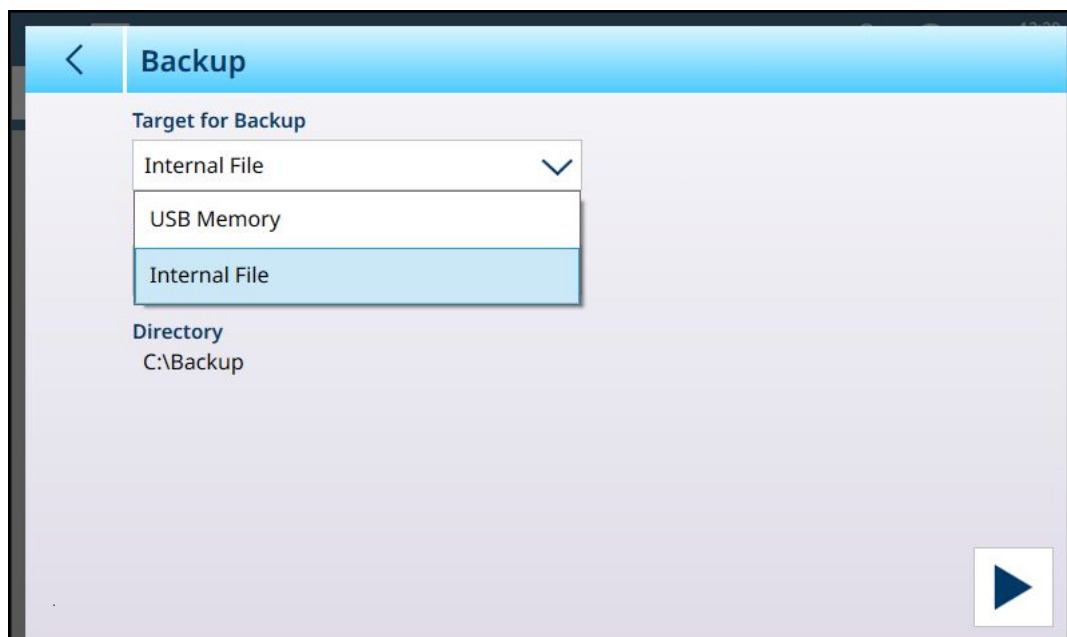 Backup
Target for Backup
Internal File
USB Memory
Internal File
Directory
C:\Backup